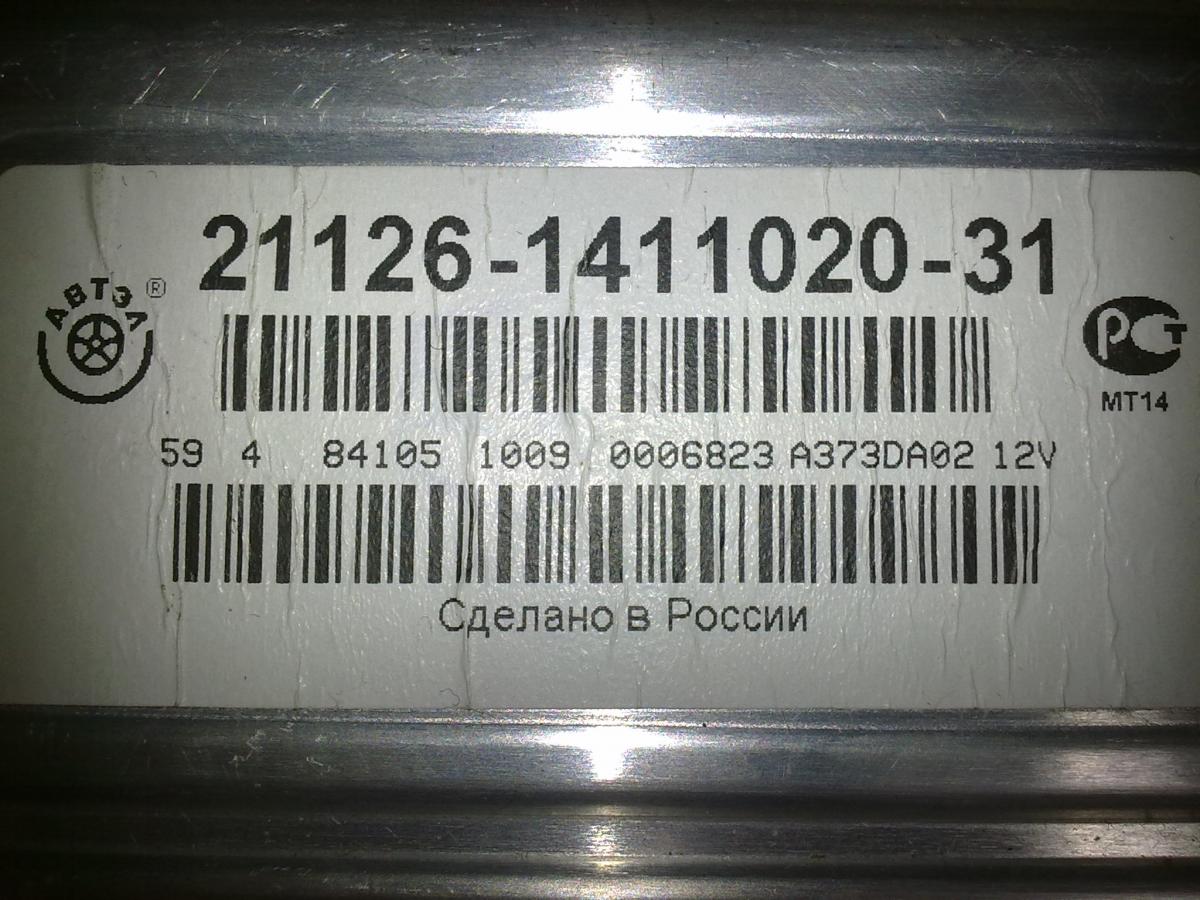 21126-1411020-31
АВТЭЛ ®
РСТ
МТ14
59 4 84105 1009 0006823 A373DA02 12V
Сделано в России